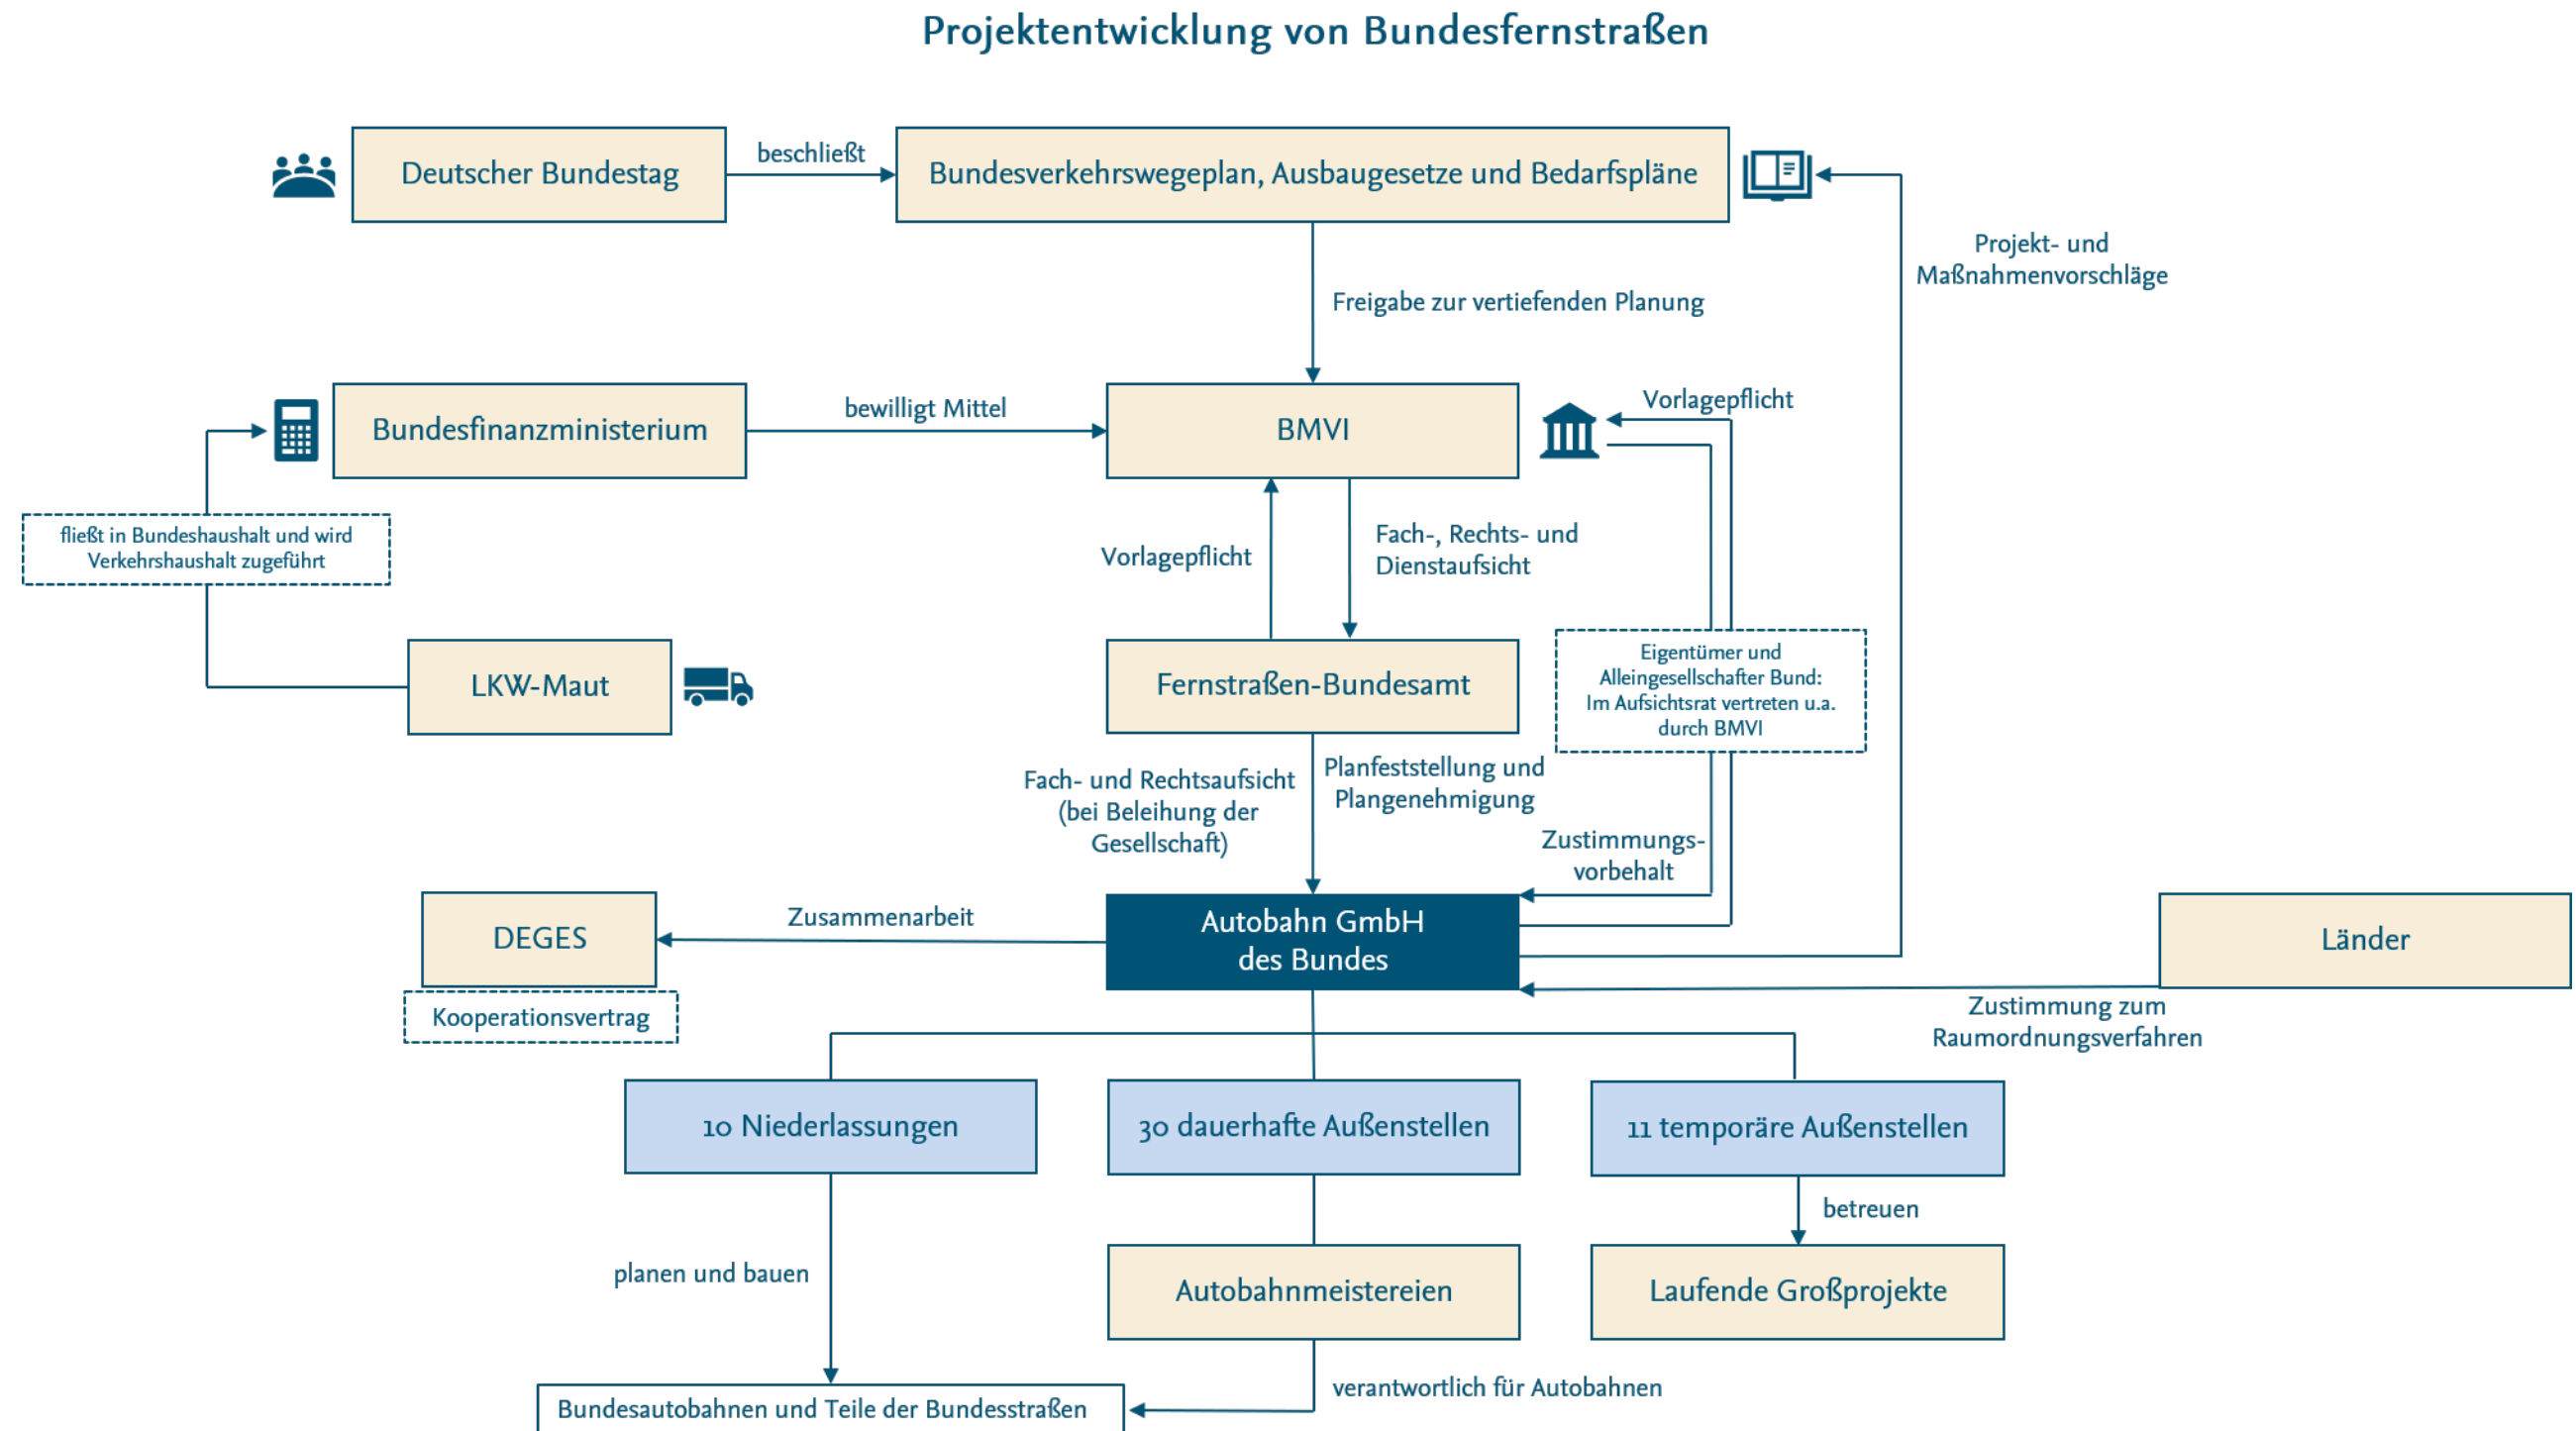 Projektentwicklung von Bundesfernstraßen
Deutscher Bundestag
beschließt
Bundesverkehrswegeplan, Ausbaugesetze und Bedarfspläne
Projekt- und
Maßnahmenvorschläge
Freigabe zur vertiefenden Planung
Bundesfinanzministerium
bewilligt Mittel
BMVI
Vorlagepflicht
fließt in Bundeshaushalt und wird
Verkehrshaushalt zugeführt
Vorlagepflicht
Fach-, Rechts- und
Dienstaufsicht
LKW-Maut
Fernstraßen-Bundesamt
Eigentümer und
Alleingesellschafter Bund:
Im Aufsichtsrat vertreten u.a.
durch BMVI
Fach- und Rechtsaufsicht
(bei Beleihung der
Gesellschaft)
Planfeststellung und
Plangenehmigung
Zustimmungs-
vorbehalt
DEGES
Zusammenarbeit
Autobahn GmbH
des Bundes
Länder
Kooperationsvertrag
Zustimmung zum
Raumordnungsverfahren
10 Niederlassungen
30 dauerhafte Außenstellen
11 temporäre Außenstellen
betreuen
planen und bauen
Autobahnmeistereien
Laufende Großprojekte
verantwortlich für Autobahnen
Bundesautobahnen und Teile der Bundesstraßen